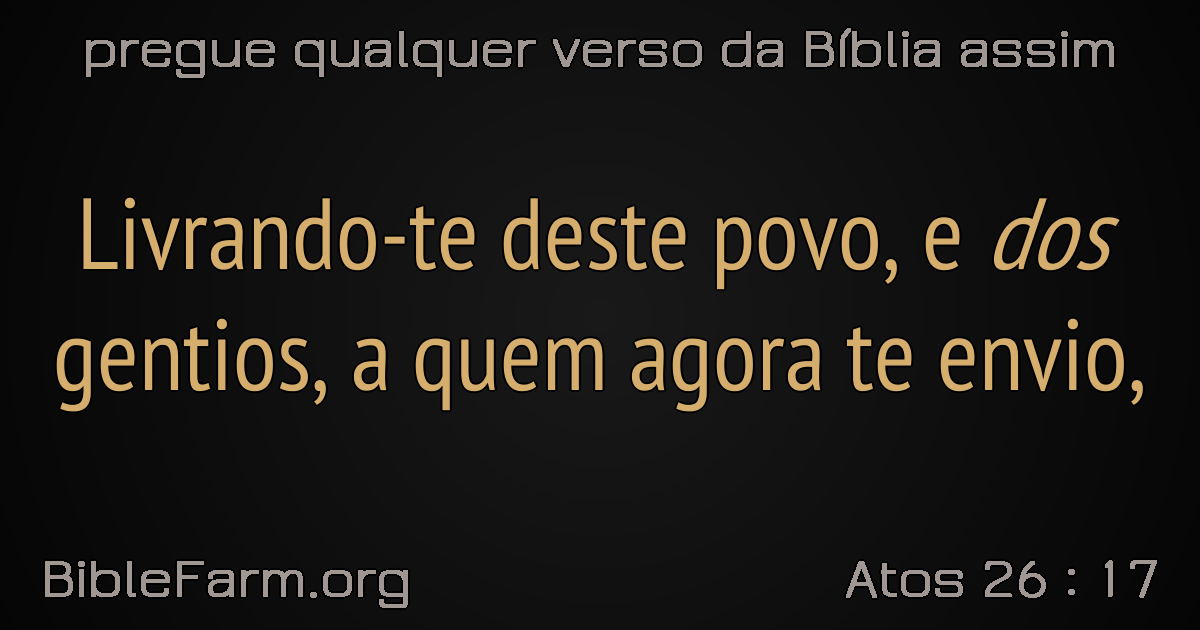 pregue qualquer verso da Bíblia assim
Livrando-te deste povo, e dos
gentios, a quem agora te envio,
BibleFarm.org
Atos 26 : 17